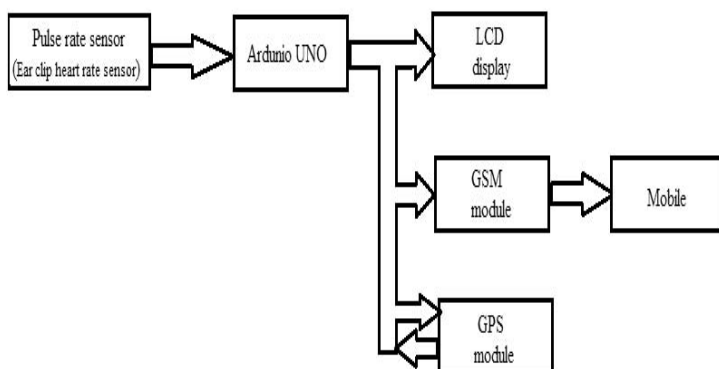 Pulse rate sensor
(Ear clip heart rate sensor)
Ardunio UNO
LCD
display
GSM
module
Mobile
GPS
module